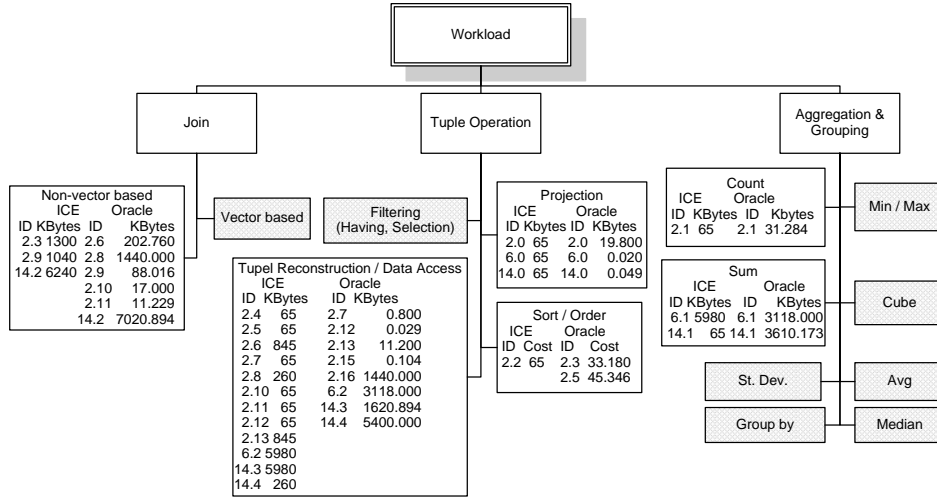 Workload
Join
Tuple Operation
Aggregation &
Grouping
Non-vector based
ICE Oracle
ID KBytes ID KBytes
2.3 1300 2.6 202.760
2.9 1040 2.8 1440.000
14.2 6240 2.9 88.016
2.10 17.000
2.11 11.229
14.2 7020.894
Vector based
Filtering
(Having, Selection)
Tupel Reconstruction / Data Access
ICE Oracle
ID KBytes ID KBytes
2.4 65 2.7 0.800
2.5 65 2.12 0.029
2.6 845 2.13 11.200
2.7 65 2.15 0.104
2.8 260 2.16 1440.000
2.10 65 6.2 3118.000
2.11 65 14.3 1620.894
2.12 65 14.4 5400.000
2.13 845
6.2 5980
14.3 5980
14.4 260
Projection
ICE Oracle
ID Kbytes ID KBytes
2.0 65 2.0 19.800
6.0 65 6.0 0.020
14.0 65 14.0 0.049
Sort / Order
ICE Oracle
ID Cost ID Cost
2.2 65 2.3 33.180
2.5 45.346
Count
ICE Oracle
ID KBytes ID Kbytes
2.1 65 2.1 31.284
Sum
ICE Oracle
ID KBytes ID KBytes
6.1 5980 6.1 3118.000
14.1 65 14.1 3610.173
Min / Max
Cube
St. Dev.
Avg
Group by
Median